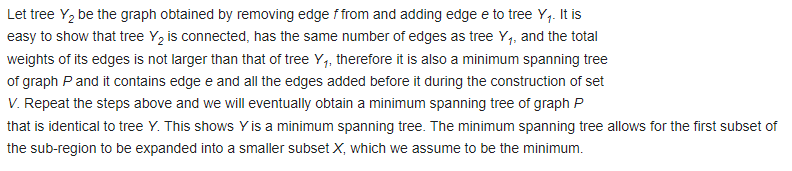 Let tree Y2 be the graph obtained by removing edge f from and adding edge e to tree Y1. It is
easy to show that tree Y2 is connected, has the same number of edges as tree Y1, and the total
weights of its edges is not larger than that of tree Y1, therefore it is also a minimum spanning tree
of graph P and it contains edge e and all the edges added before it during the construction of set
V. Repeat the steps above and we will eventually obtain a minimum spanning tree of graph P
that is identical to tree Y. This shows Y is a minimum spanning tree. The minimum spanning tree allows for the first subset of
the sub-region to be expanded into a smaller subset X, which we assume to be the minimum.